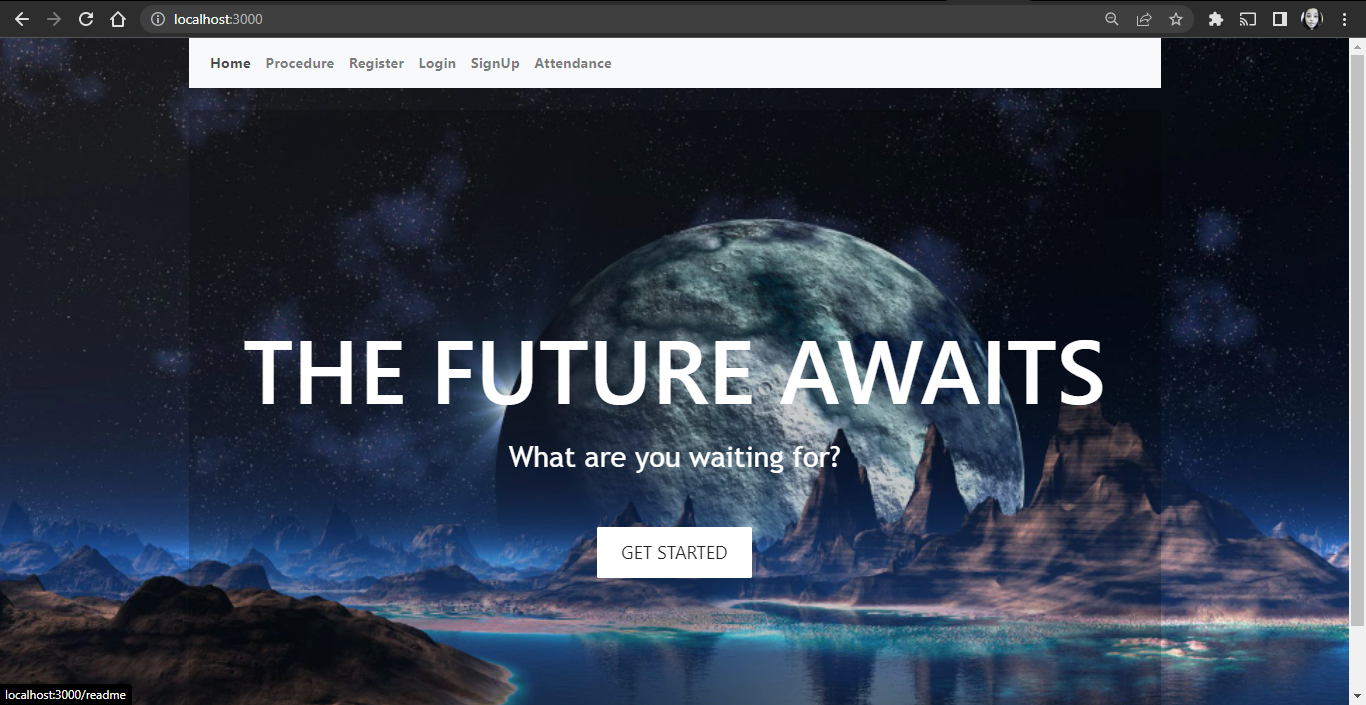 localhost:3000
Home Procedure Register Login SignUp Attendance
THE FUTURE AWAITS
What are you waiting for?
GET STARTED
localhost:3000/readme